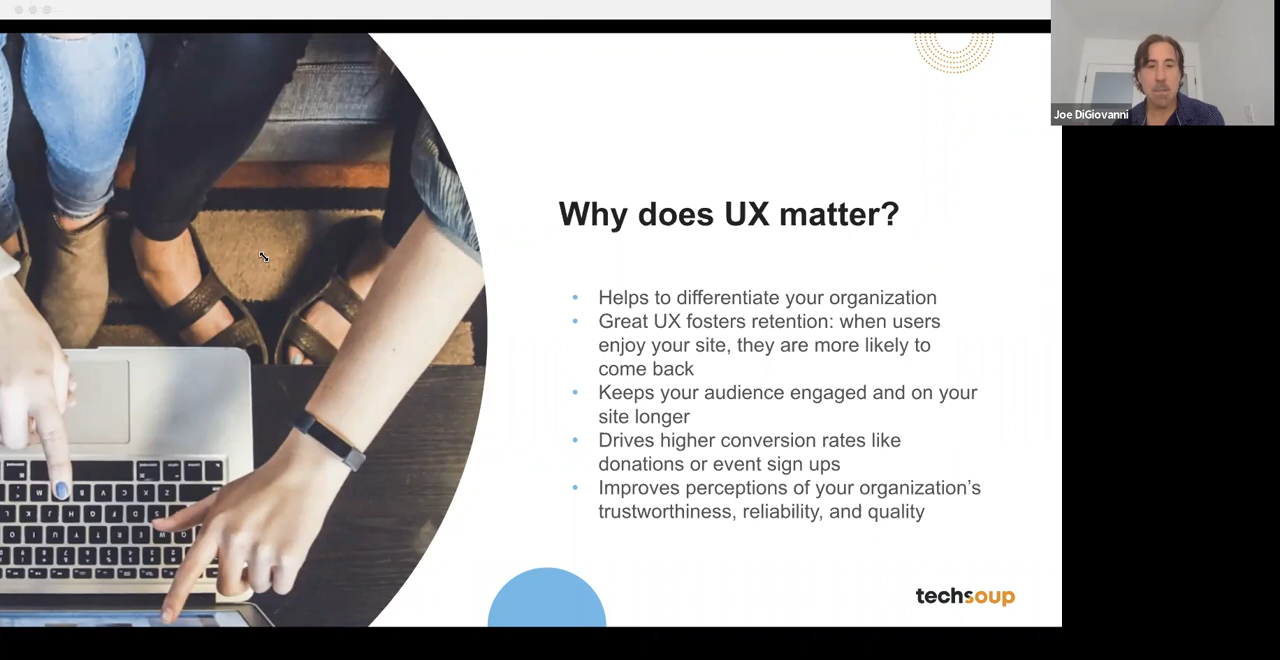 Joe DiGiovanni
Why does UX matter?
• Helps to differentiate your organization
• Great UX fosters retention: when users
enjoy your site, they are more likely to
come back
• Keeps your audience engaged and on your
site longer
• Drives higher conversion rates like
donations or event sign ups
• Improves perceptions of your organization’s
trustworthiness, reliability, and quality
techsoup